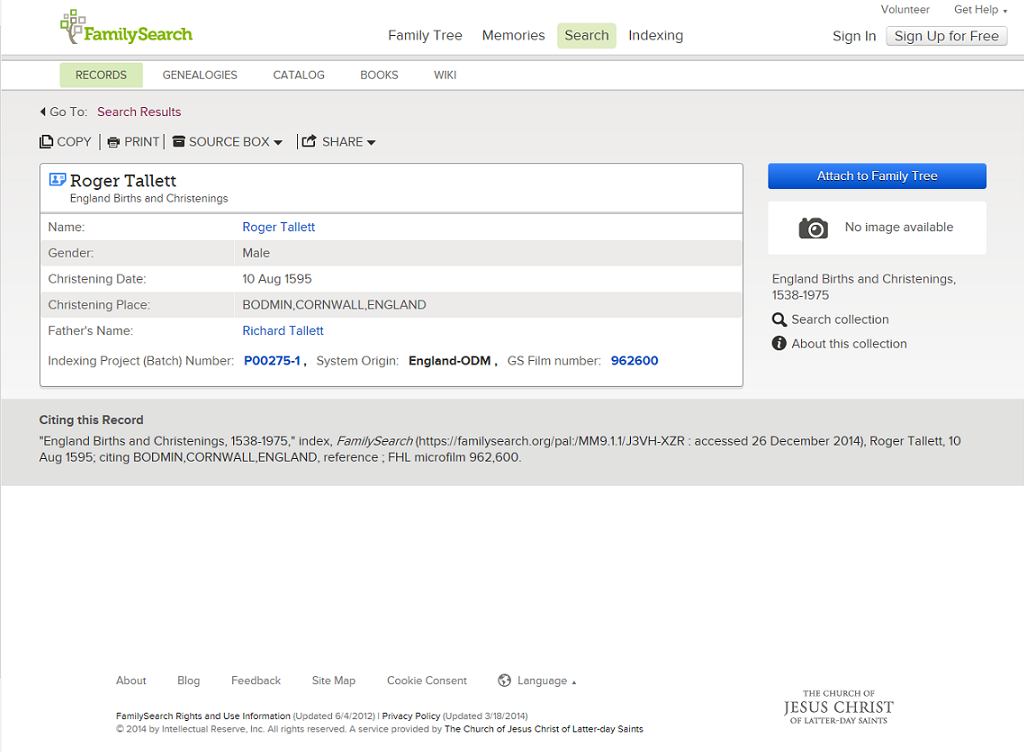 Volunteer Get Help
FamilySearch
Family Tree Memories Search Indexing
Sign In Sign Up for Free
RECORDS GENEALOGIES CATALOG BOOKS WIKI
Go To: Search Results
COPY PRINT SOURCE BOX SHARE
Roger Tallett
England Births and Christenings
Name: Roger Tallett
Gender: Male
Christening Date: 10 Aug 1595
Christening Place: BODMIN,CORNWALL,ENGLAND
Father's Name: Richard Tallett
Indexing Project (Batch) Number: P00275-1 , System Origin: England-ODM , GS Film number: 962600
Attach to Family Tree
No image available
England Births and Christenings,
1538-1975
Search collection
About this collection
Citing this Record
"England Births and Christenings, 1538-1975," index, FamilySearch (https://familysearch.org/pal:/MM9.1.1/J3VH-XZR : accessed 26 December 2014), Roger Tallett, 10
Aug 1595; citing BODMIN,CORNWALL,ENGLAND, reference ; FHL microfilm 962,600.
About Blog Feedback Site Map Cookie Consent Language
FamilySearch Rights and Use Information (Updated 6/4/2012) | Privacy Policy (Updated 3/18/2014)
© 2014 by Intellectual Reserve, Inc. All rights reserved. A service provided by The Church of Jesus Christ of Latter-day Saints
THE CHURCH OF
JESUS CHRIST
OF LATTER-DAY SAINTS